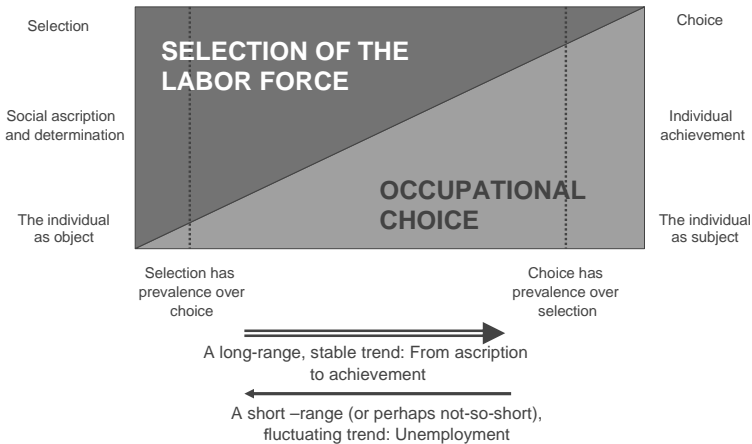 Selection
Social ascription
and determination
The individual
as object
SELECTION OF THE
LABOR FORCE
OCCUPATIONAL
CHOICE
Choice
Individual
achievement
The individual
as subject
Selection has
prevalence over
choice
Choice has
prevalence over
selection
A long-range, stable trend: From ascription
to achievement
A short –range (or perhaps not-so-short),
fluctuating trend: Unemployment